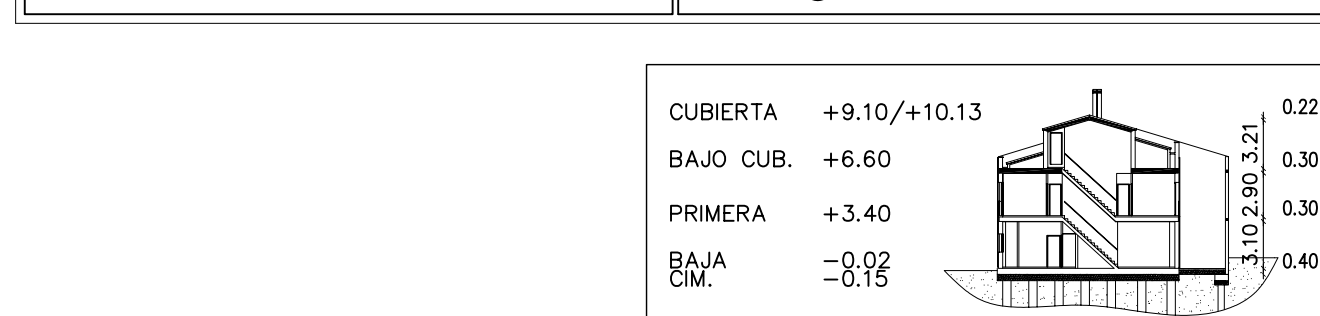 CUBIERTA +9.10/+10.13
0.22
3.21
BAJO CUB. +6.60
0.30
2.90
PRIMERA +3.40
0.30
3.10
BAJA -0.02
0.40
CIM. -0.15